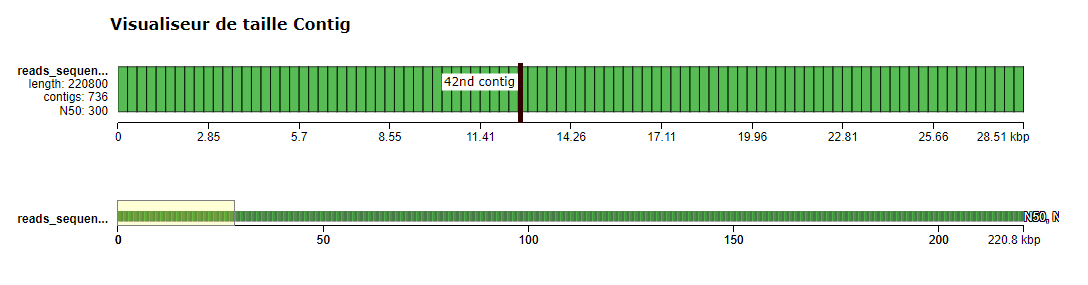 Visualiseur de taille Contig
reads_sequen...
length: 220800
contigs: 736
N50: 300
42nd contig
0 2.85 5.7 8.55 11.41 14.26 17.11 19.96 22.81 25.66 28.51 kbp
reads_sequen...
N50, N
0 50 100 150 200 220.8 kbp